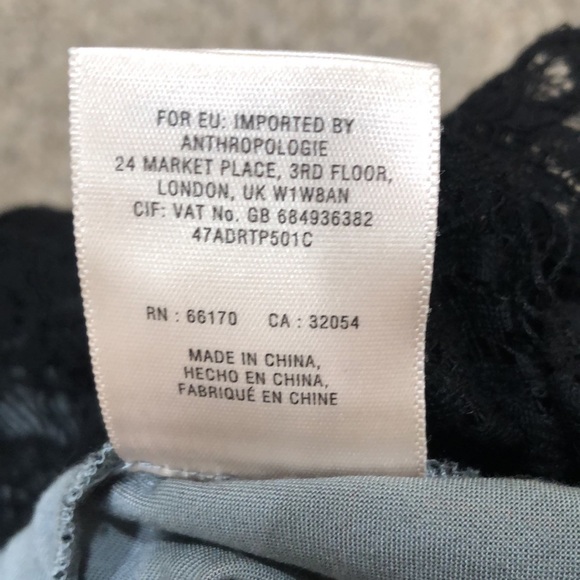 FOR EU: IMPORTED BY
ANTHROPOLOGIE
24 MARKET PLACE, 3RD FLOOR,
LONDON, UK W1W8AN
CIF: VAT No. GB 684936382
47ADRTP501C
RN : 66170 CA : 32054
MADE IN CHINA,
HECHO EN CHINA,
FABRIQUÉ EN CHINE